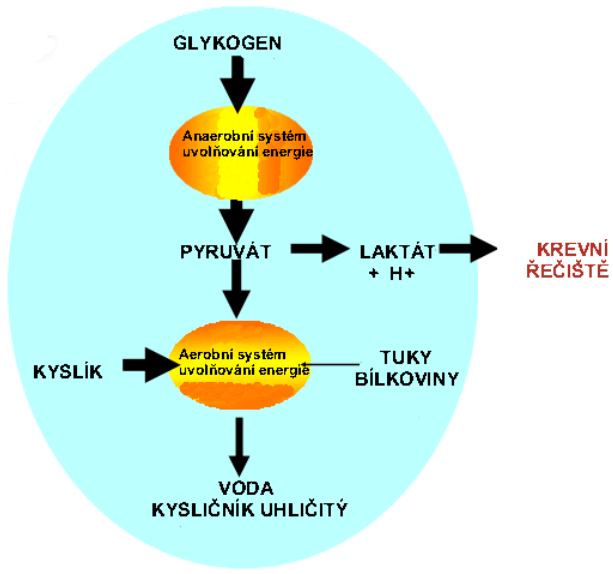 GLYKOGEN
Anaerobní systém
uvolňování energie
PYRUVÁT
LAKTÁT
+ H+
KREVNÍ
ŘEČIŠTĚ
KYSLÍK
Aerobní systém
uvolňování energie
TUKY
BÍLKOVINY
VODA
KYSLIČNÍK UHLIČITÝ